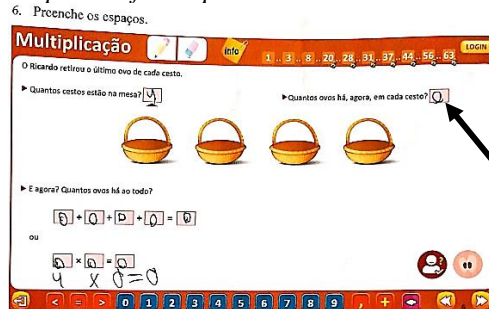 6. Preenche os espaços.
Multiplicação
info
1 .. 3 .. 8 .. 20 .. 28 .. 31 .. 37 .. 44 .. 56 .. 63
LOGIN
O Ricardo retirou o último ovo de cada cesto.
▶ Quantos cestos estão na mesa? 4
▶ Quantos ovos há, agora, em cada cesto? 0
▶ E agora? Quantos ovos há ao todo?
0 + 0 + 0 + 0 = 0
ou
0 × 0 = 0
4 X 0 = 0
< = > 0 1 2 3 4 5 6 7 8 9 , +